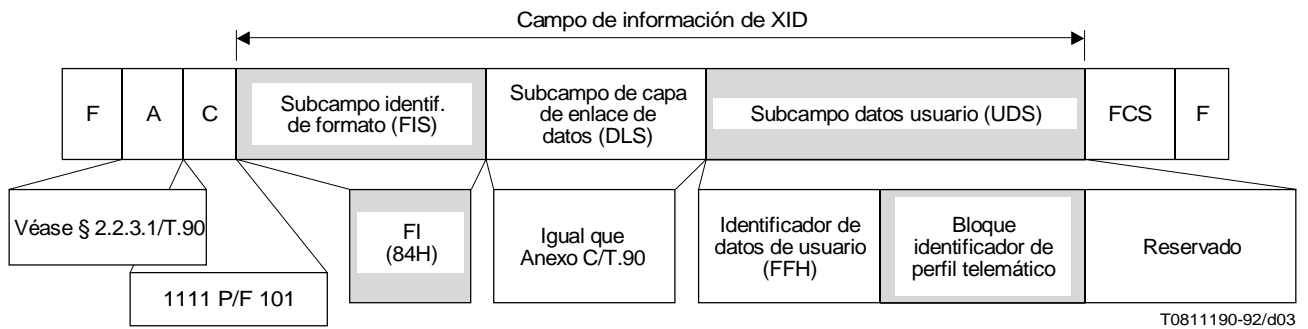 Campo de información de XID
F
A
C
Subcampo identif.
de formato (FIS)
Subcampo de capa
de enlace de
datos (DLS)
Subcampo datos usuario (UDS)
FCS
F
Véase § 2.2.3.1/T.90
1111 P/F 101
FI
(84H)
Igual que
Anexo C/T.90
Identificador de
datos de usuario
(FFH)
Bloque
identificador de
perfil telemático
Reservado
T0811190-92/d03